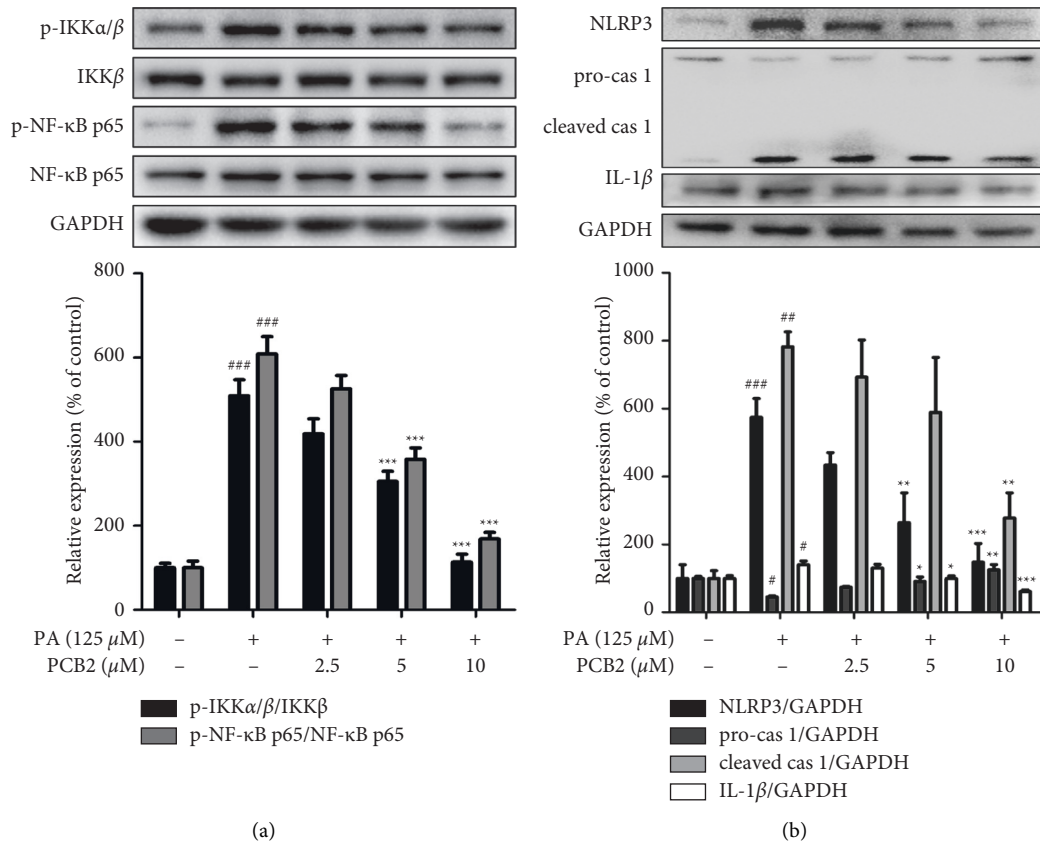 p-IKKα/β
IKKβ
p-NF-κB p65
NF-κB p65
GAPDH
800
600
400
200
0
Relative expression (% of control)
###
###
***
***
***
***
PA (125 μM)
– + + + +
PCB2 (μM)
– – 2.5 5 10
p-IKKα/β/IKKβ
p-NF-κB p65/NF-κB p65
(a)
NLRP3
pro-cas 1
cleaved cas 1
IL-1β
GAPDH
1000
800
600
400
200
0
Relative expression (% of control)
###
#
##
#
**
*
*
***
**
**
***
PA (125 μM)
– + + + +
PCB2 (μM)
– – 2.5 5 10
NLRP3/GAPDH
pro-cas 1/GAPDH
cleaved cas 1/GAPDH
IL-1β/GAPDH
(b)